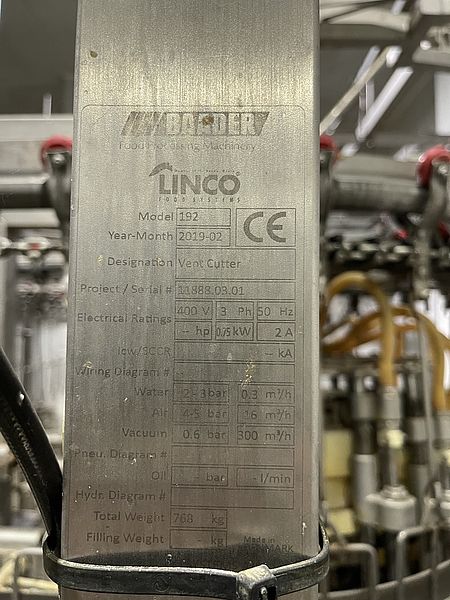 BAADER
Food Processing Machinery
LINCO
FOOD SYSTEMS
Model 192
Year-Month 2019-02 CE
Designation Vent Cutter
Project / Serial # 11888.03.01
Electrical Ratings 400 V 3 Ph 50 Hz
-- hp 0,75 kW 2 A
Icw/SCCR -- kA
Wiring Diagram # --
Water 2 - 3 bar 0.3 m³/h
Air 4-5 bar 16 m³/h
Vacuum 0.6 bar 300 m³/h
Pneu. Diagram #
Oil bar - l/min
Hydr. Diagram #
Total Weight 768 kg
Filling Weight - kg
Made in
DENMARK